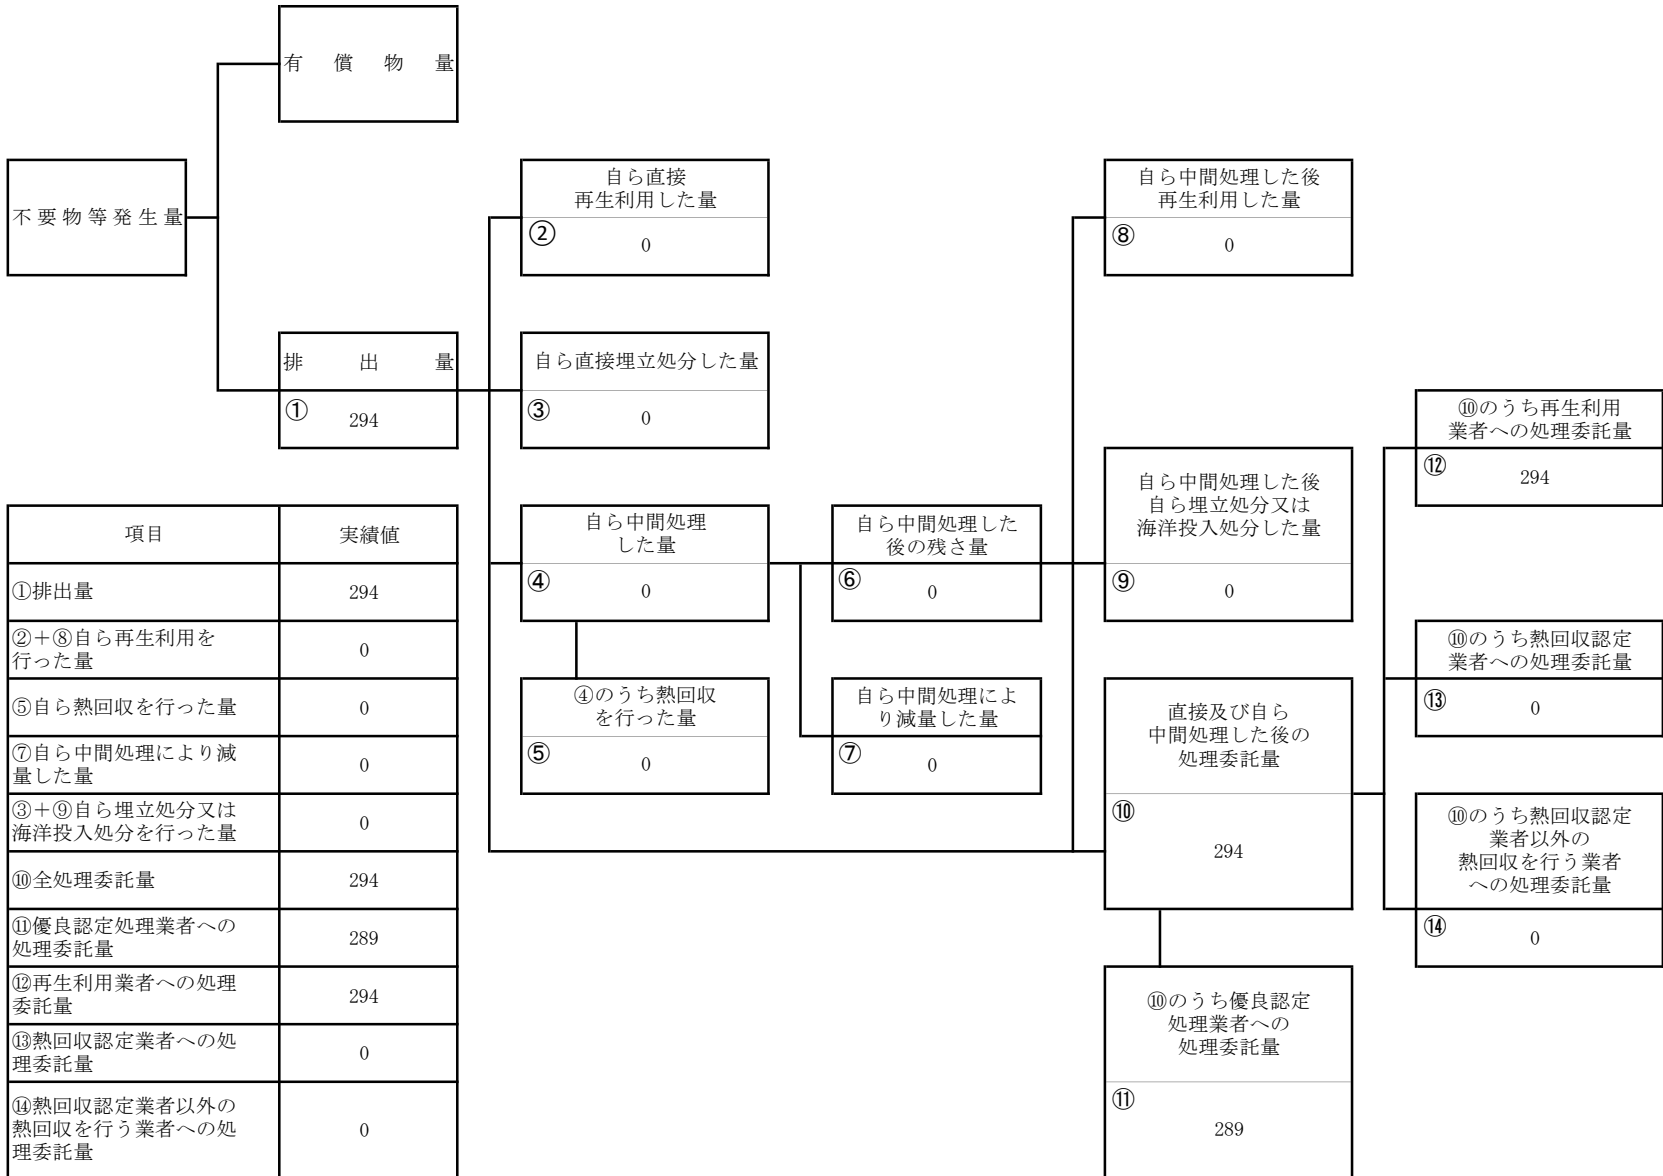 有償物量
不要物等発生量
自ら直接
再生利用した量
②
0
自ら中間処理した後
再生利用した量
⑧
0
排出量
①
294
自ら直接埋立処分した量
③
0
⑩のうち再生利用
業者への処理委託量
⑫
294
自ら中間処理
した量
④
0
自ら中間処理した
後の残さ量
⑥
0
自ら中間処理した後
自ら埋立処分又は
海洋投入処分した量
⑨
0
⑩のうち熱回収認定
業者への処理委託量
⑬
0
④のうち熱回収
を行った量
⑤
0
自ら中間処理によ
り減量した量
⑦
0
直接及び自ら
中間処理した後の
処理委託量
⑩
294
⑩のうち熱回収認定
業者以外の
熱回収を行う業者
への処理委託量
⑭
0
⑩のうち優良認定
処理業者への
処理委託量
⑪
289
項目 実績値
①排出量 294
②+⑧自ら再生利用を
行った量 0
⑤自ら熱回収を行った量 0
⑦自ら中間処理により減
量した量 0
③+⑨自ら埋立処分又は
海洋投入処分を行った量 0
⑩全処理委託量 294
⑪優良認定処理業者への
処理委託量 289
⑫再生利用業者への処理
委託量 294
⑬熱回収認定業者への処
理委託量 0
⑭熱回収認定業者以外の
熱回収を行う業者への処
理委託量 0